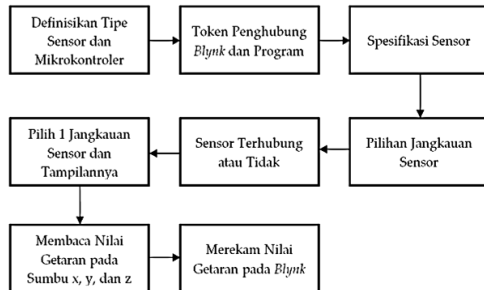 Definisikan Tipe
Sensor dan
Mikrokontroler
Token Penghubung
Blynk dan Program
Spesifikasi Sensor
Pilihan Jangkauan
Sensor
Sensor Terhubung
atau Tidak
Pilih 1 Jangkauan
Sensor dan
Tampilannya
Membaca Nilai
Getaran pada
Sumbu x, y, dan z
Merekam Nilai
Getaran pada Blynk